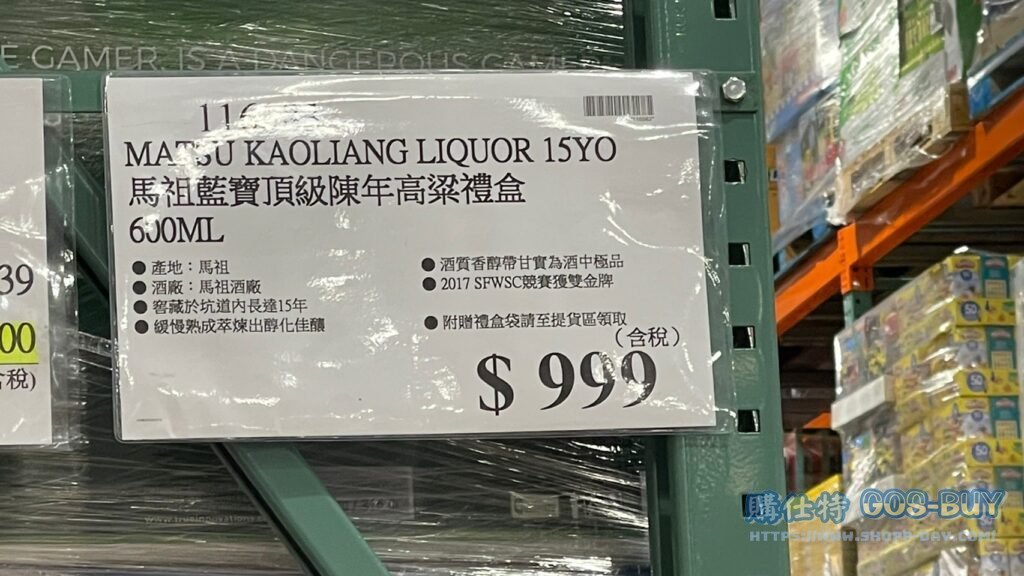 E GAMER, IS A DANGEROUS GAMER
MATSU KAOLIANG LIQUOR 15YO
馬祖藍寶頂級陳年高粱禮盒
600ML
●產地：馬祖
●酒廠：馬祖酒廠
●窖藏於坑道內長達15年
●緩慢熟成萃煉出醇化佳釀
●酒質香醇帶甘實為酒中極品
●2017 SFWSC競賽獲雙金牌
●附贈禮盒袋請至提貨區領取
（含稅）
$ 999
39
00
含稅)
購仕特 GOS-BUY